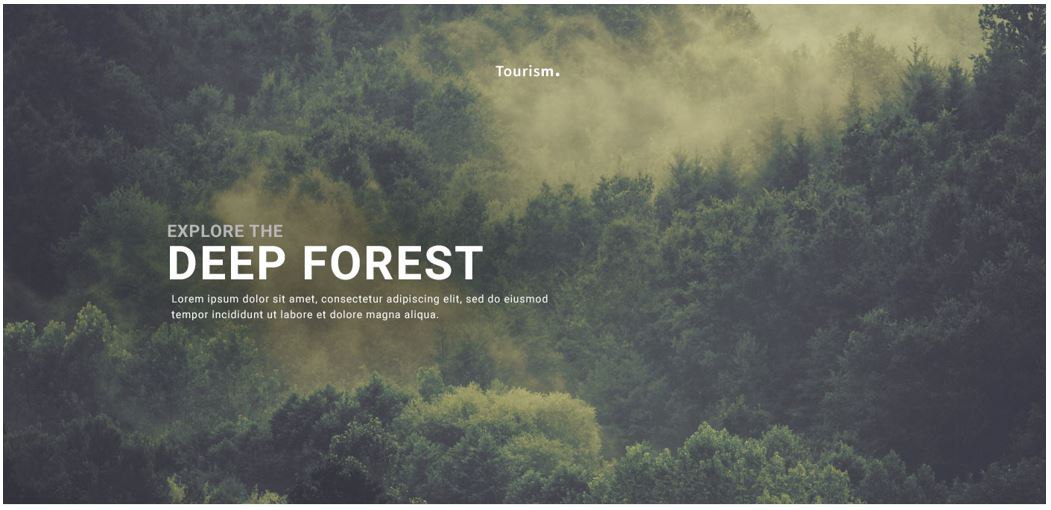 Tourism.
EXPLORE THE
DEEP FOREST
Lorem ipsum dolor sit amet, consectetur adipiscing elit, sed do eiusmod
tempor incididunt ut labore et dolore magna aliqua.